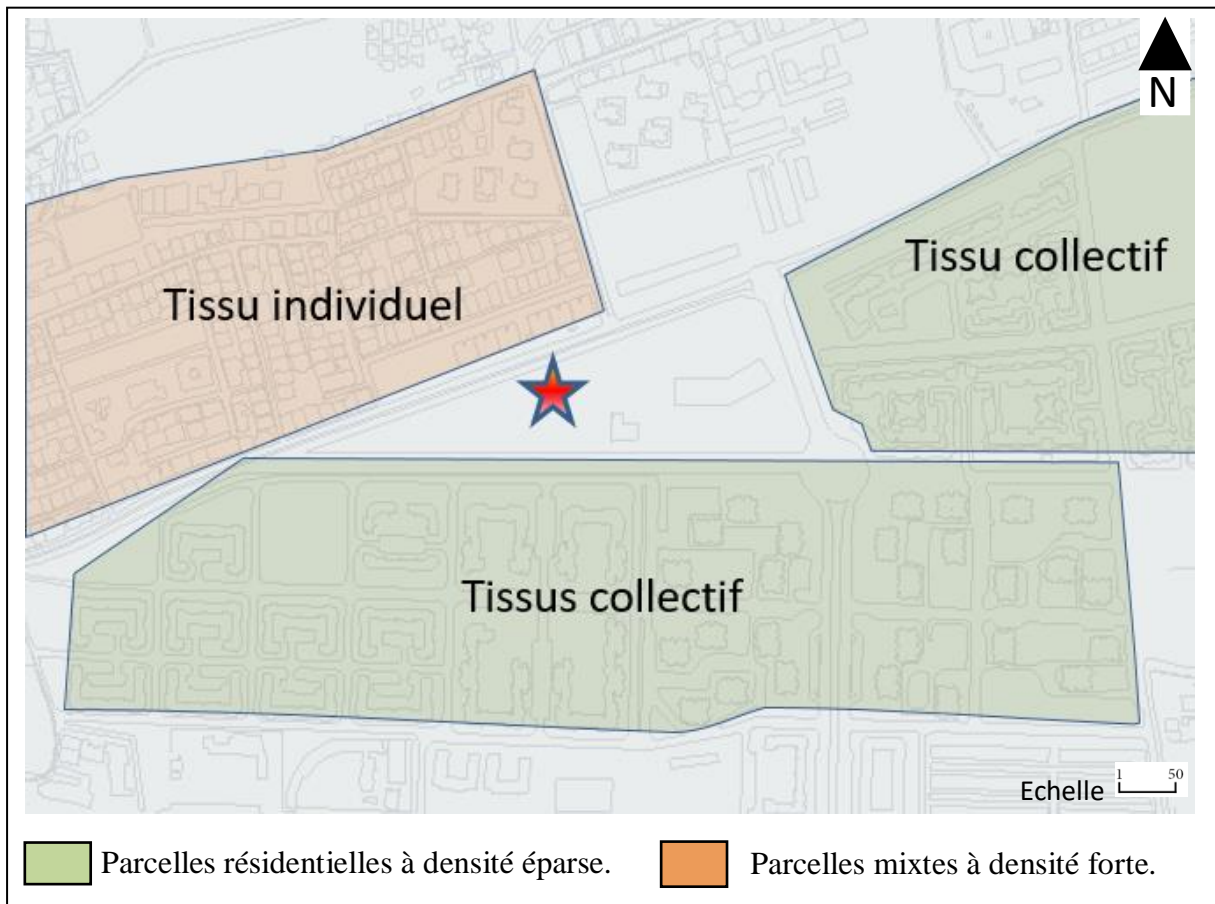 N
Tissu collectif
Tissu individuel
Tissus collectif
Echelle 1 50
Parcelles résidentielles à densité éparse. Parcelles mixtes à densité forte.